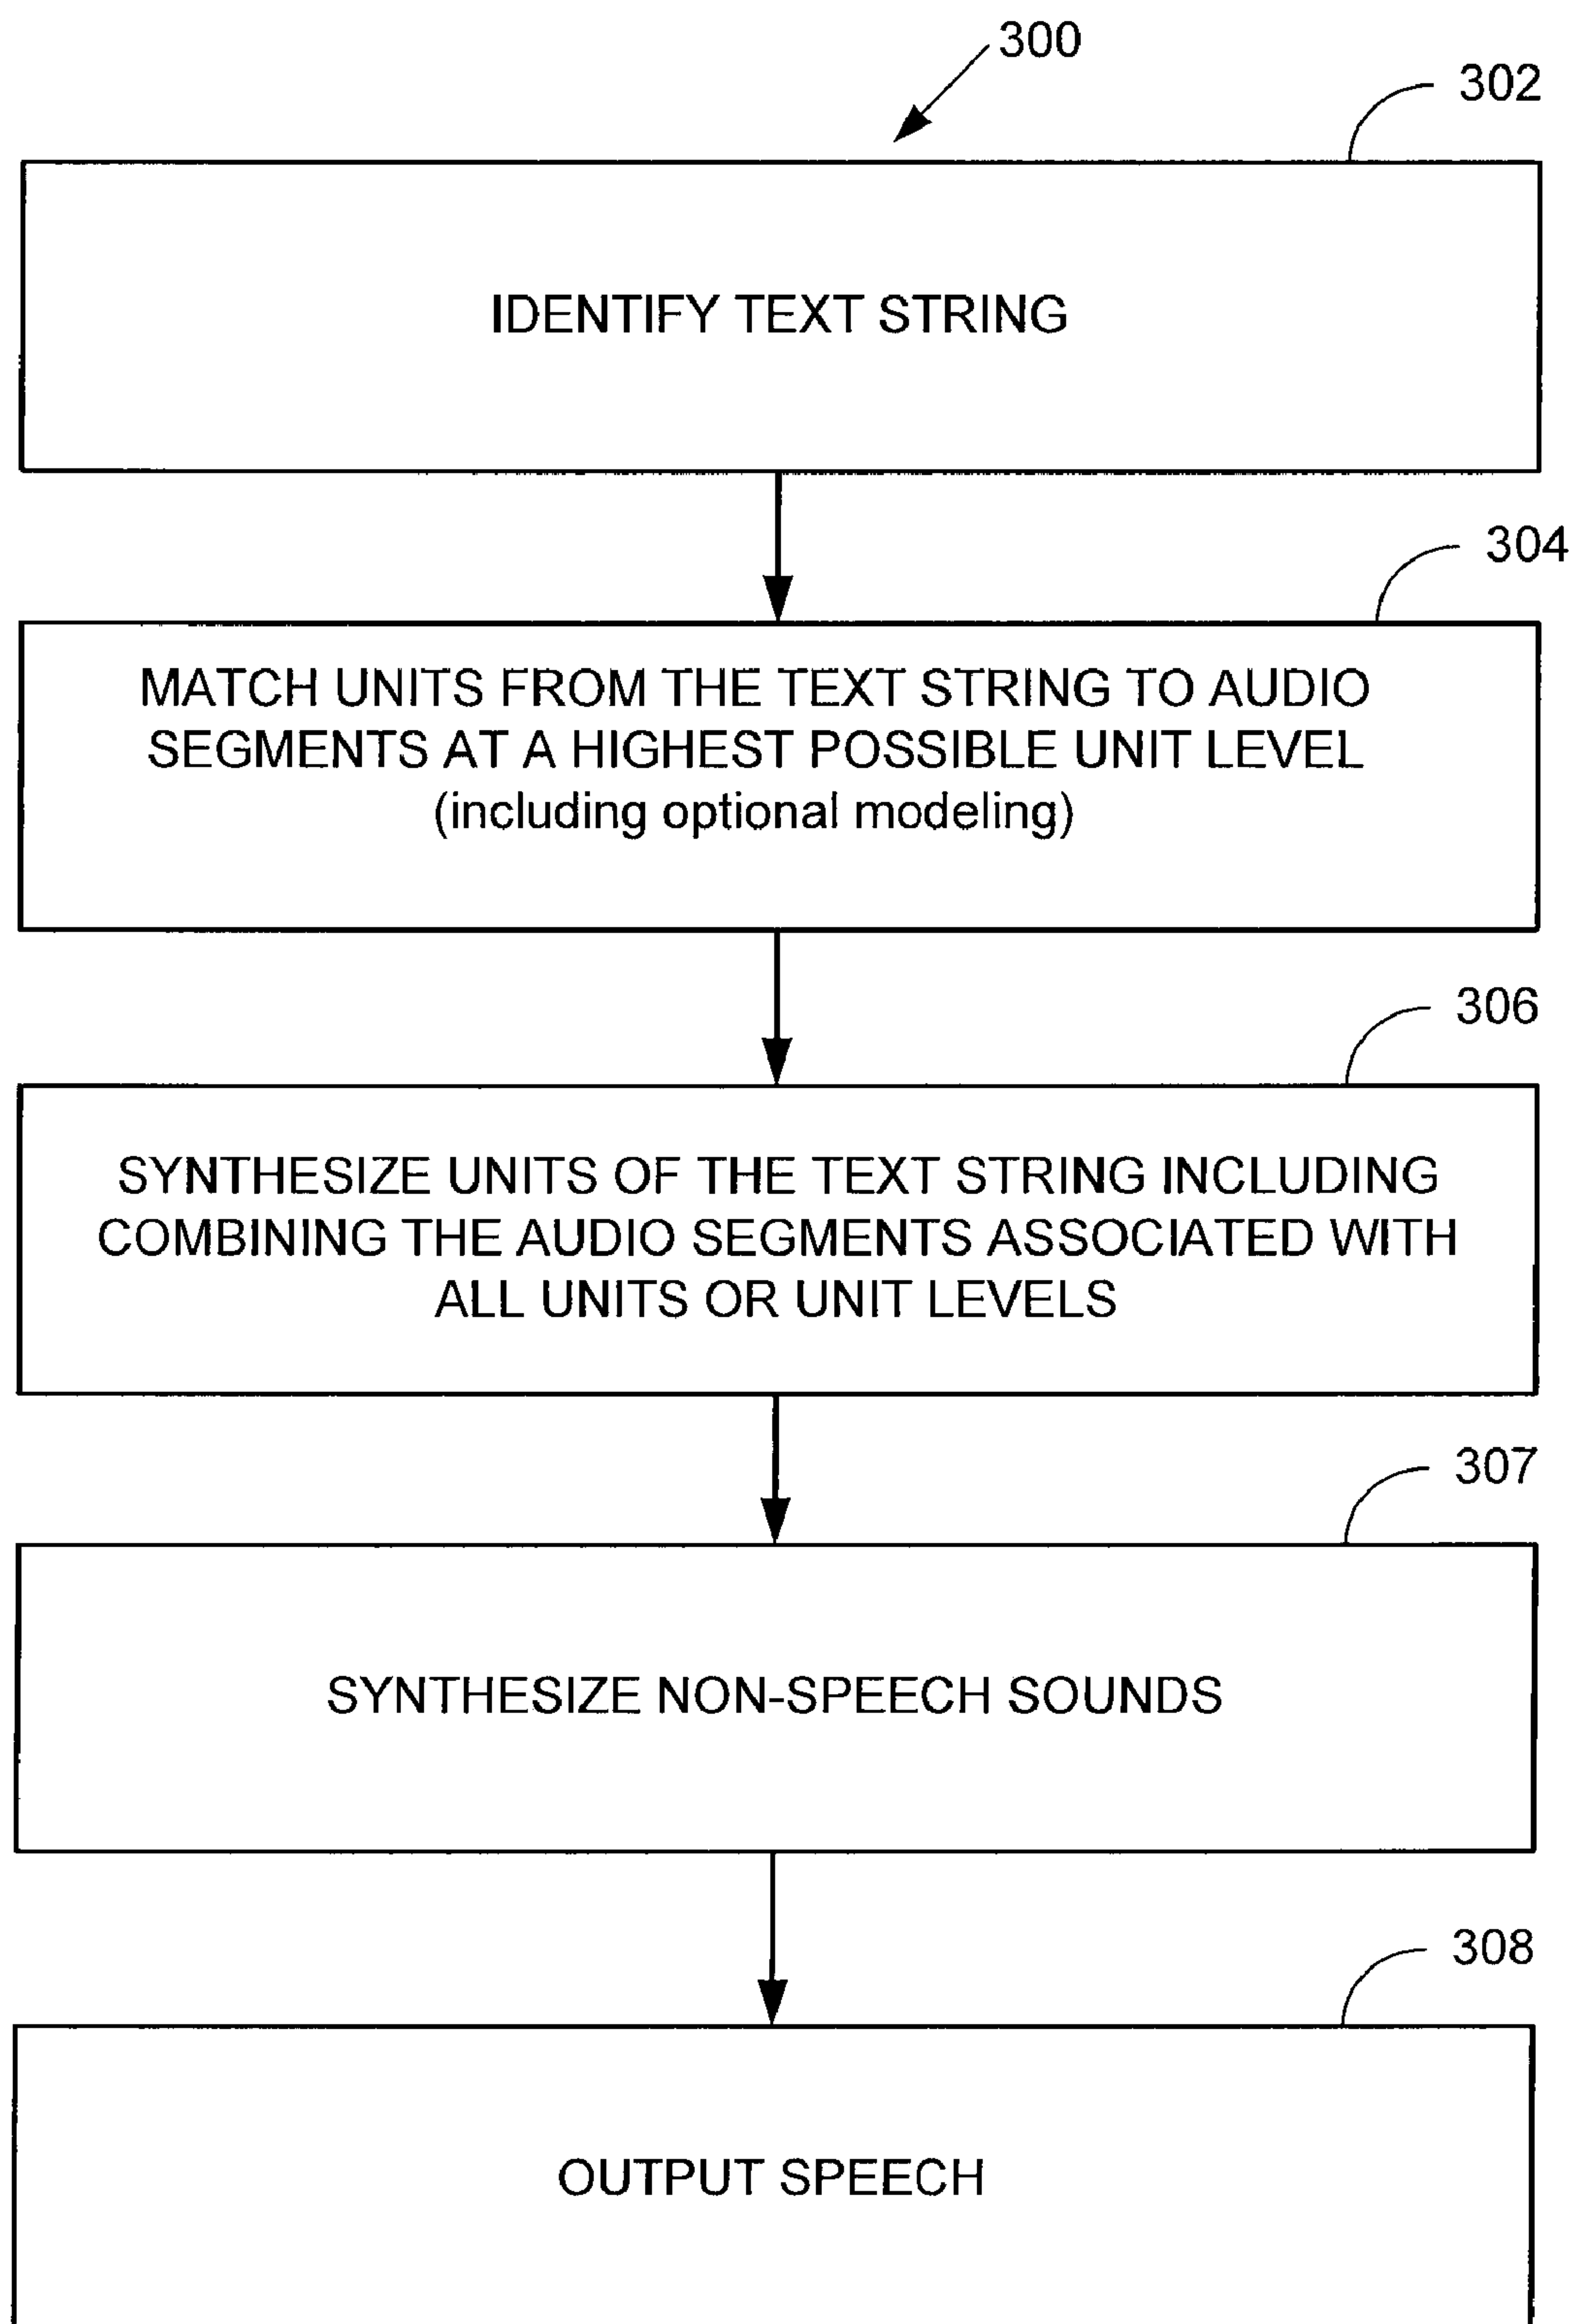 300
302
IDENTIFY TEXT STRING
304
MATCH UNITS FROM THE TEXT STRING TO AUDIO
SEGMENTS AT A HIGHEST POSSIBLE UNIT LEVEL
(including optional modeling)
306
SYNTHESIZE UNITS OF THE TEXT STRING INCLUDING
COMBINING THE AUDIO SEGMENTS ASSOCIATED WITH
ALL UNITS OR UNIT LEVELS
307
SYNTHESIZE NON-SPEECH SOUNDS
308
OUTPUT SPEECH